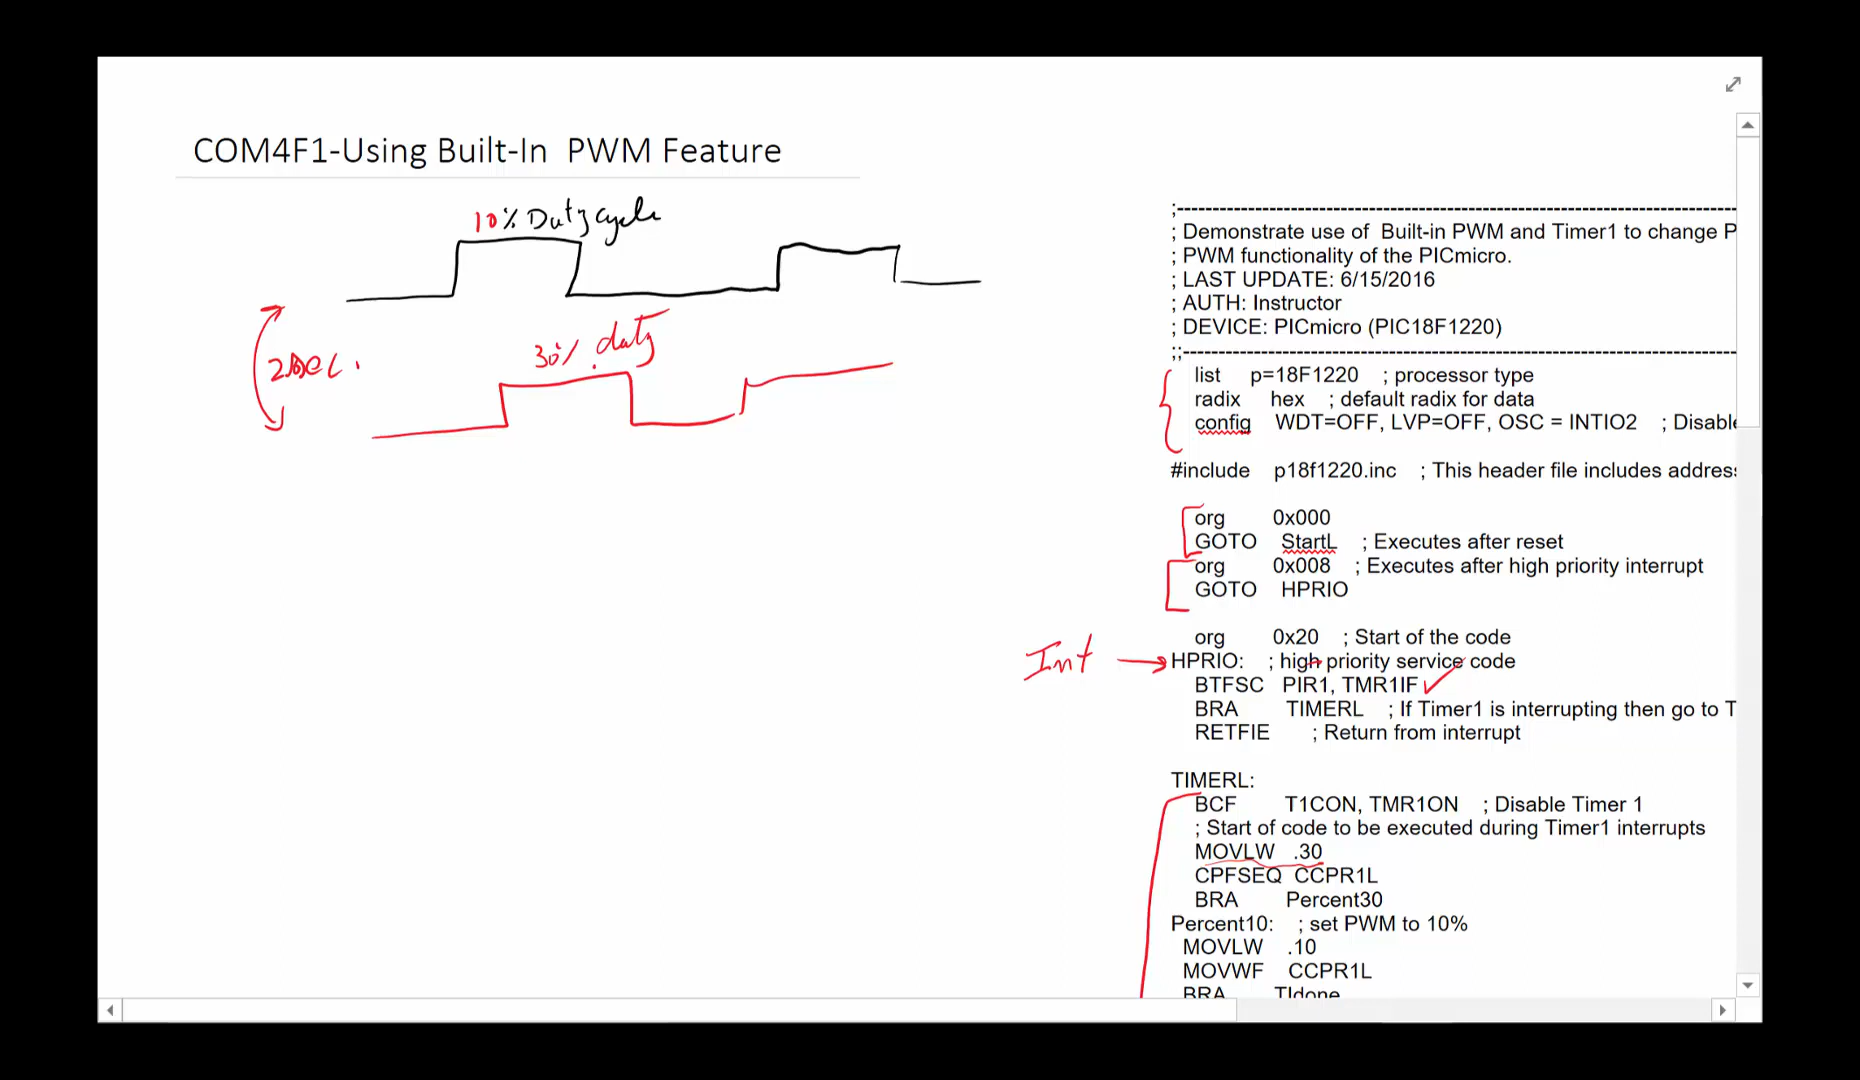 COM4F1-Using Built-In PWM Feature
10% Duty cycle
2 sec.
30% duty
;---------------------------------------------------------------
; Demonstrate use of Built-in PWM and Timer1 to change P
; PWM functionality of the PICmicro.
; LAST UPDATE: 6/15/2016
; AUTH: Instructor
; DEVICE: PICmicro (PIC18F1220)
;;--------------------------------------------------------------
list p=18F1220 ; processor type
radix hex ; default radix for data
config WDT=OFF, LVP=OFF, OSC = INTIO2 ; Disable
#include p18f1220.inc ; This header file includes address
org 0x000
GOTO StartL ; Executes after reset
org 0x008 ; Executes after high priority interrupt
GOTO HPRIO
org 0x20 ; Start of the code
Int
HPRIO: ; high priority service code
BTFSC PIR1, TMR1IF
BRA TIMERL ; If Timer1 is interrupting then go to T
RETFIE ; Return from interrupt
TIMERL:
BCF T1CON, TMR1ON ; Disable Timer 1
; Start of code to be executed during Timer1 interrupts
MOVLW .30
CPFSEQ CCPR1L
BRA Percent30
Percent10: ; set PWM to 10%
MOVLW .10
MOVWF CCPR1L
BRA TIdone